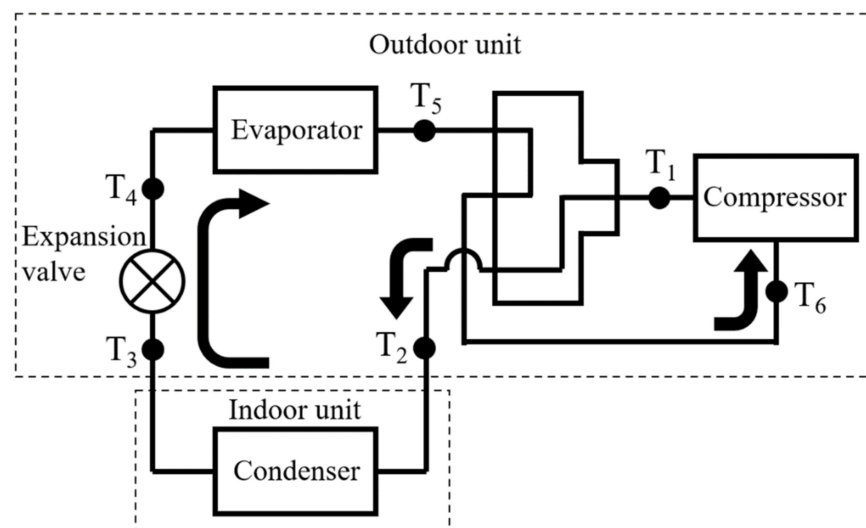 Outdoor unit
T₅
Evaporator
T₁
T₄
Compressor
Expansion
valve
T₆
T₃
T₂
Indoor unit
Condenser